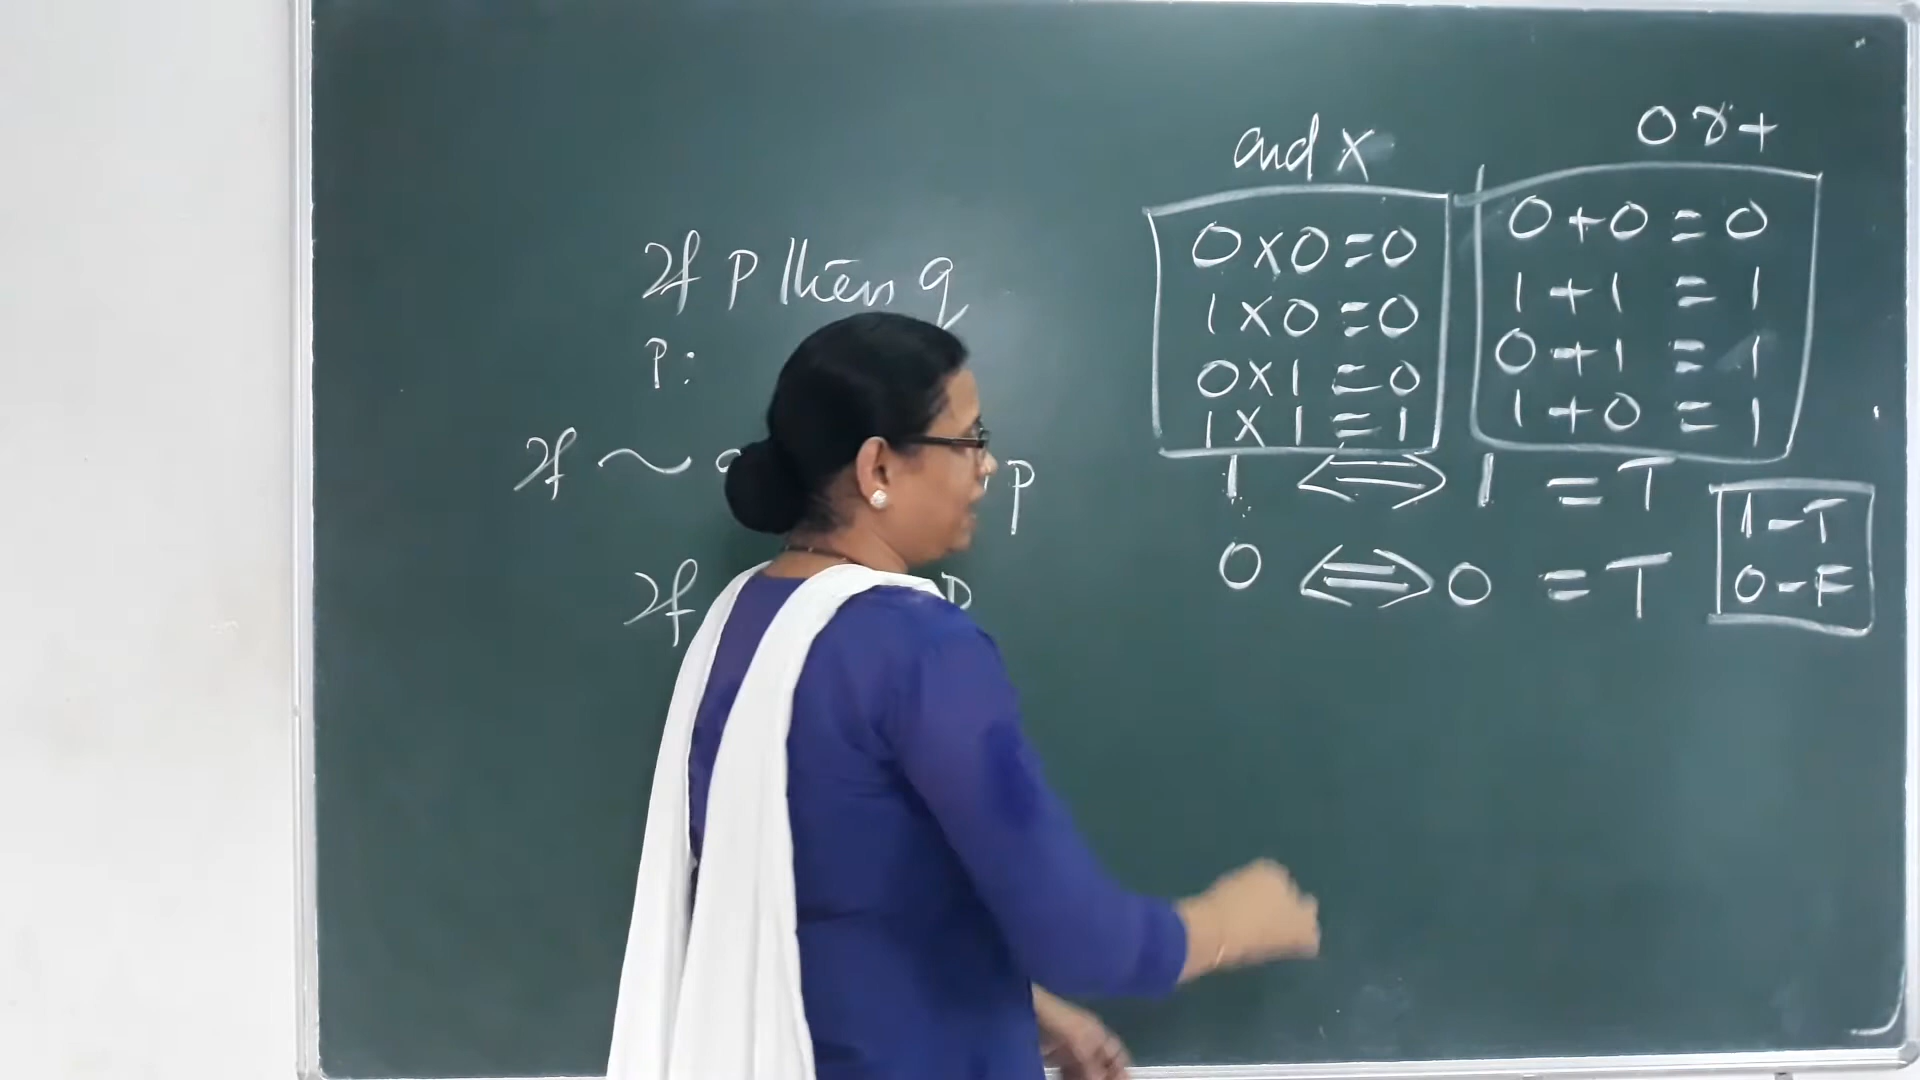 If P then q
P:
If ~ P
If P
and x
0 x 0 = 0
1 x 0 = 0
0 x 1 = 0
1 x 1 = 1
or +
0 + 0 = 0
1 + 1 = 1
0 + 1 = 1
1 + 0 = 1
1 ⇔ 1 = T
0 ⇔ 0 = T
1 - T
0 - F